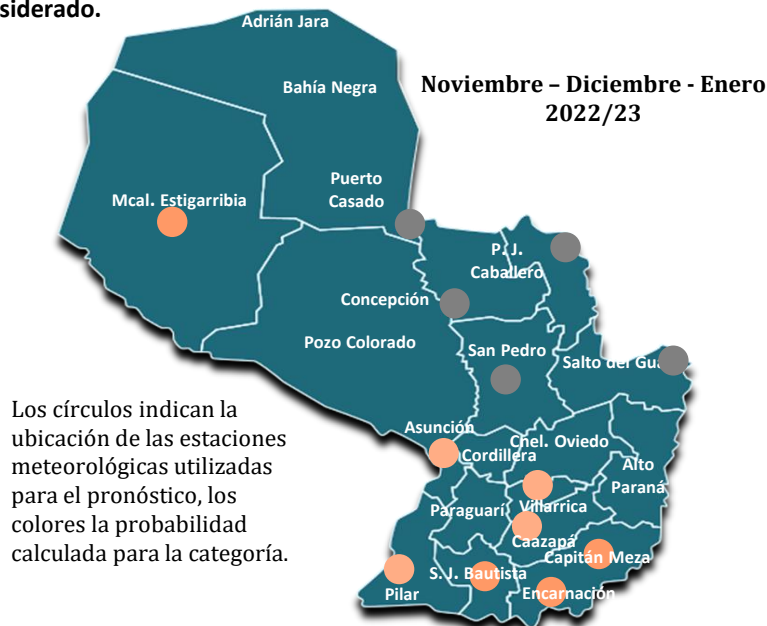 siderado.
Adrián Jara
Noviembre – Diciembre - Enero
2022/23
Bahía Negra
Puerto
Casado
Mcal. Estigarribia
P. J.
Caballero
Concepción
Pozo Colorado
San Pedro
Salto del Gua
Los círculos indican la
ubicación de las estaciones
meteorológicas utilizadas
para el pronóstico, los
colores la probabilidad
calculada para la categoría.
Asunción
Cordillera
Cnel. Oviedo
Alto
Paraná
Paraguarí
Villarrica
Caazapá
Capitán Meza
S. J. Bautista
Pilar
Encarnación